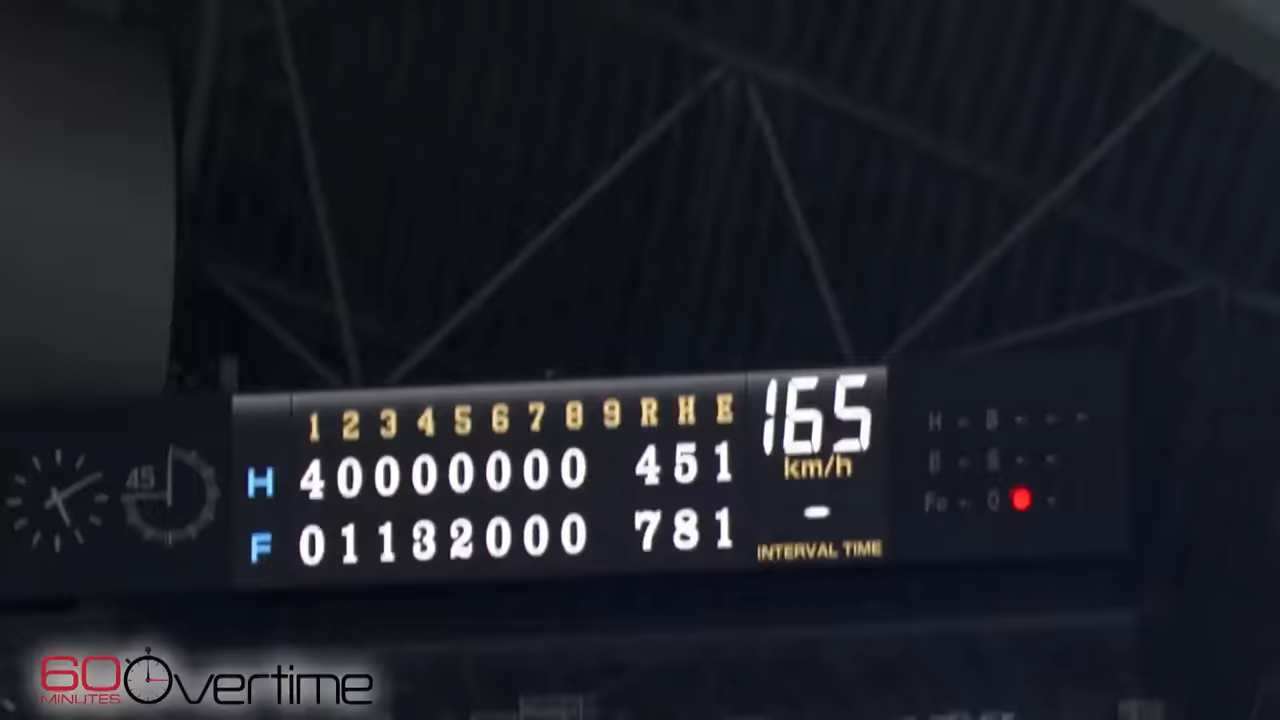 1 2 3 4 5 6 7 8 9 R H E
H 4 0 0 0 0 0 0 0 4 5 1
F 0 1 1 3 2 0 0 0 7 8 1
165
km/h
-
INTERVAL TIME
45
60 Overtime
MINUTES